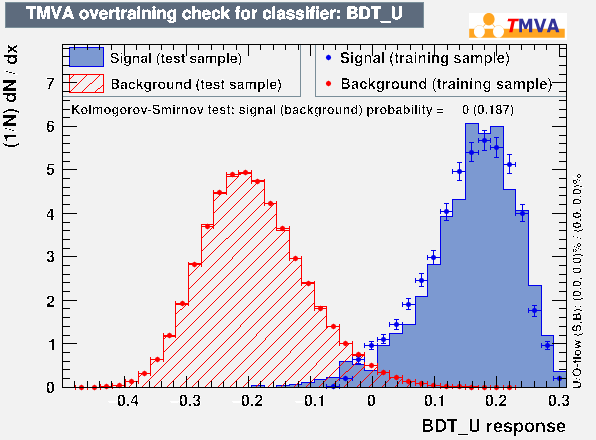 TMVA overtraining check for classifier: BDT_U
TMVA
(1/N) dN / dx
Signal (test sample)
Signal (training sample)
Background (test sample)
Background (training sample)
Kolmogorov-Smirnov test: signal (background) probability = 0 (0.187)
7
6
5
4
3
2
1
0
−0.4 −0.3 −0.2 −0.1 0 0.1 0.2 0.3
BDT_U response
U/O-flow (S,B): (0.0, 0.0)% / (0.0, 0.0)%